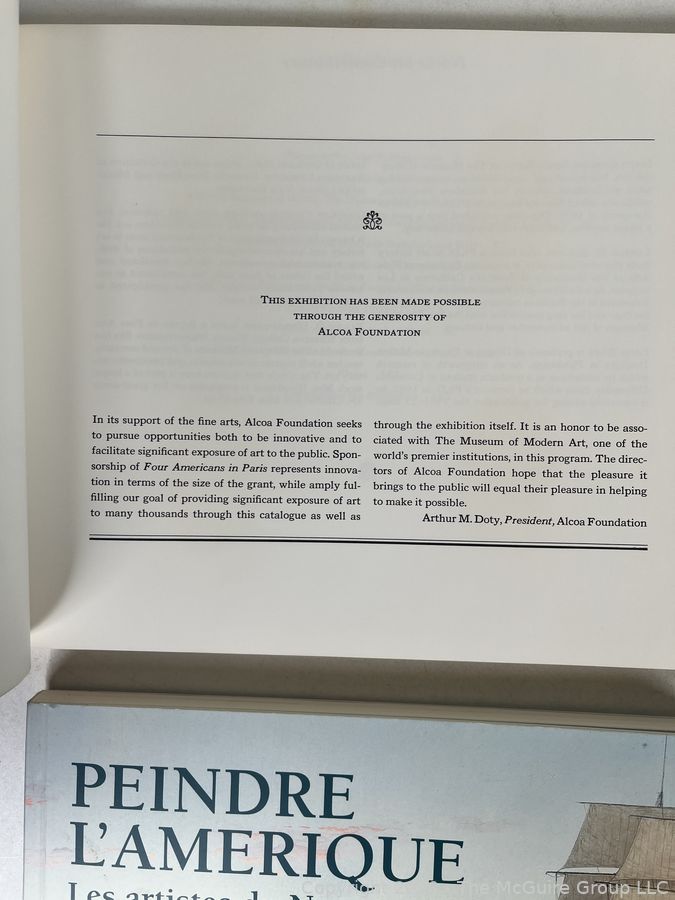 THIS EXHIBITION HAS BEEN MADE POSSIBLE
THROUGH THE GENEROSITY OF
ALCOA FOUNDATION
In its support of the fine arts, Alcoa Foundation seeks
to pursue opportunities both to be innovative and to
facilitate significant exposure of art to the public. Spon-
sorship of Four Americans in Paris represents innova-
tion in terms of the size of the grant, while amply ful-
filling our goal of providing significant exposure of art
to many thousands through this catalogue as well as
through the exhibition itself. It is an honor to be asso-
ciated with The Museum of Modern Art, one of the
world's premier institutions, in this program. The direc-
tors of Alcoa Foundation hope that the pleasure it
brings to the public will equal their pleasure in helping
to make it possible.
Arthur M. Doty, President, Alcoa Foundation
PEINDRE
L'AMERIQUE
Les artistes du
Copyright The McGuire Group LLC